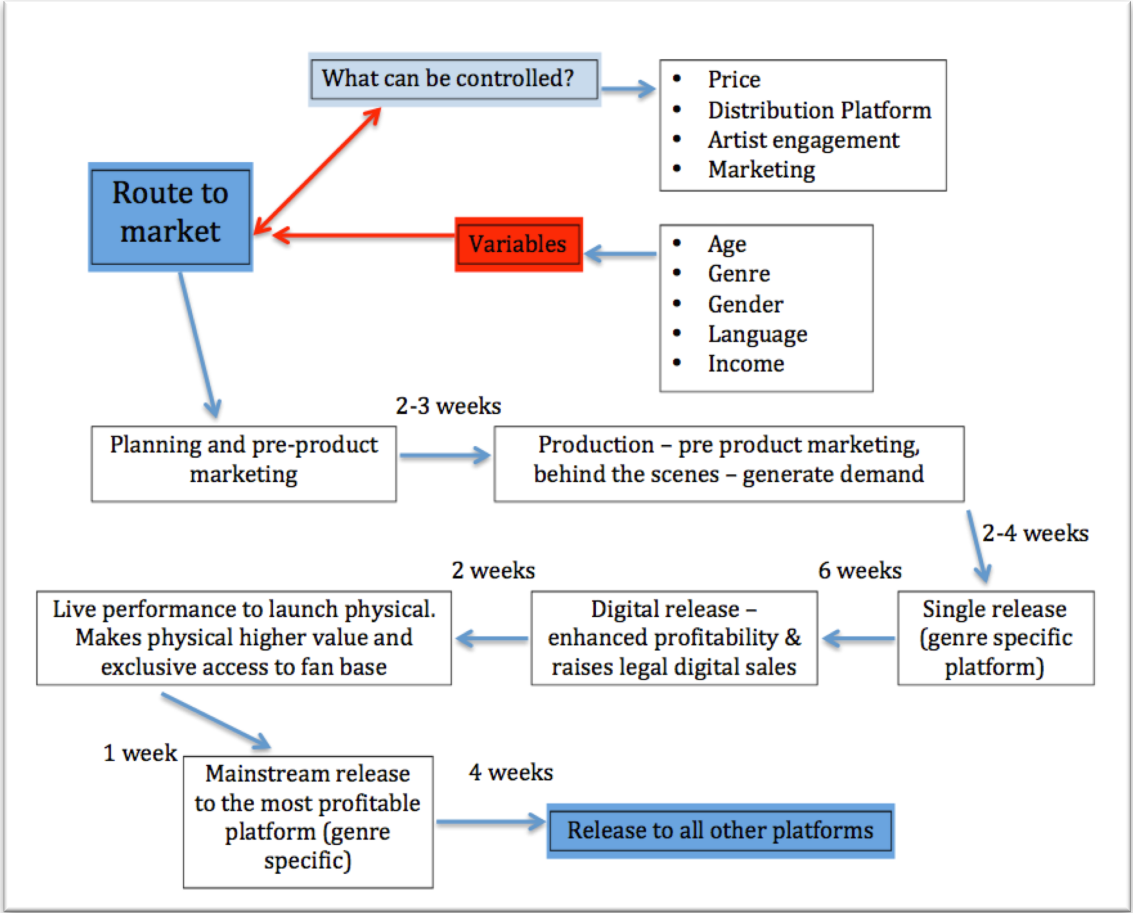 What can be controlled?
• Price
• Distribution Platform
• Artist engagement
• Marketing
Route to
market
Variables
• Age
• Genre
• Gender
• Language
• Income
2-3 weeks
Planning and pre-product
marketing
Production – pre product marketing,
behind the scenes – generate demand
2-4 weeks
6 weeks
2 weeks
Single release
(genre specific
platform)
Digital release –
enhanced profitability &
raises legal digital sales
Live performance to launch physical.
Makes physical higher value and
exclusive access to fan base
1 week
Mainstream release
to the most profitable
platform (genre
specific)
4 weeks
Release to all other platforms